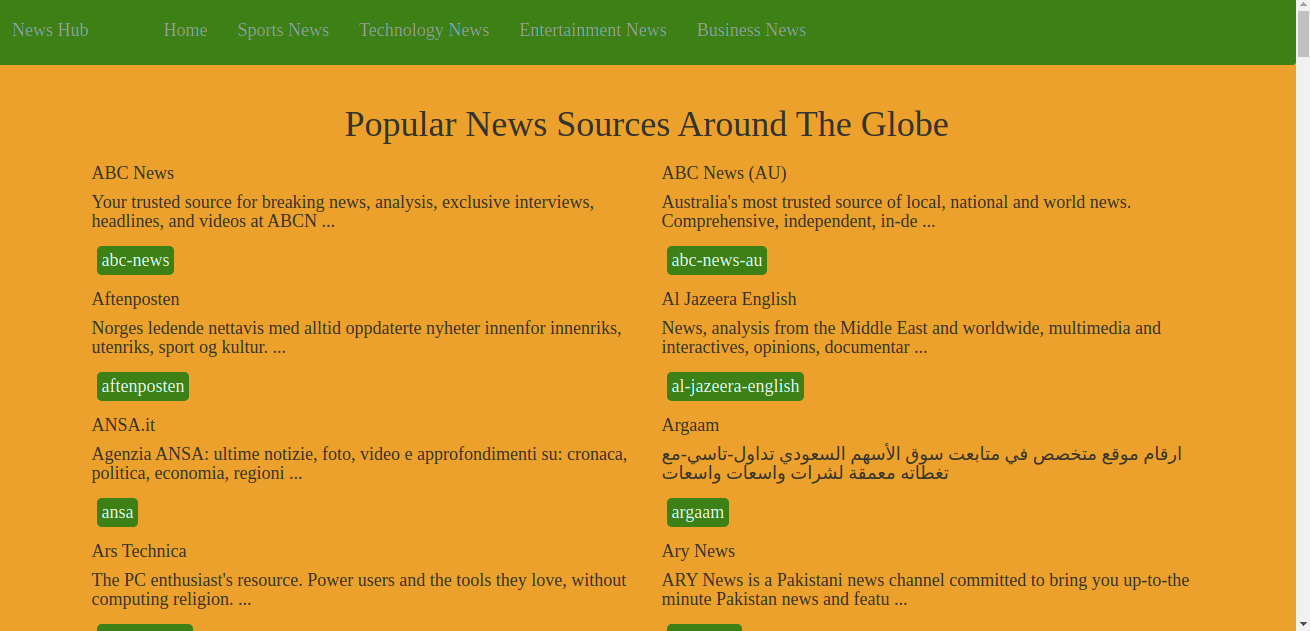 News Hub Home Sports News Technology News Entertainment News Business News
Popular News Sources Around The Globe
ABC News
Your trusted source for breaking news, analysis, exclusive interviews,
headlines, and videos at ABCN ...
abc-news
ABC News (AU)
Australia's most trusted source of local, national and world news.
Comprehensive, independent, in-de ...
abc-news-au
Aftenposten
Norges ledende nettavis med alltid oppdaterte nyheter innenfor innenriks,
utenriks, sport og kultur. ...
aftenposten
Al Jazeera English
News, analysis from the Middle East and worldwide, multimedia and
interactives, opinions, documentar ...
al-jazeera-english
ANSA.it
Agenzia ANSA: ultime notizie, foto, video e approfondimenti su: cronaca,
politica, economia, regioni ...
ansa
Argaam
ارقام موقع متخصص في متابعت سوق الأسهم السعودي تداول-تاسي-مع
تغطاته معمقة لشرات واسعات واسعات
argaam
Ars Technica
The PC enthusiast's resource. Power users and the tools they love, without
computing religion. ...
Ary News
ARY News is a Pakistani news channel committed to bring you up-to-the
minute Pakistan news and featu ...